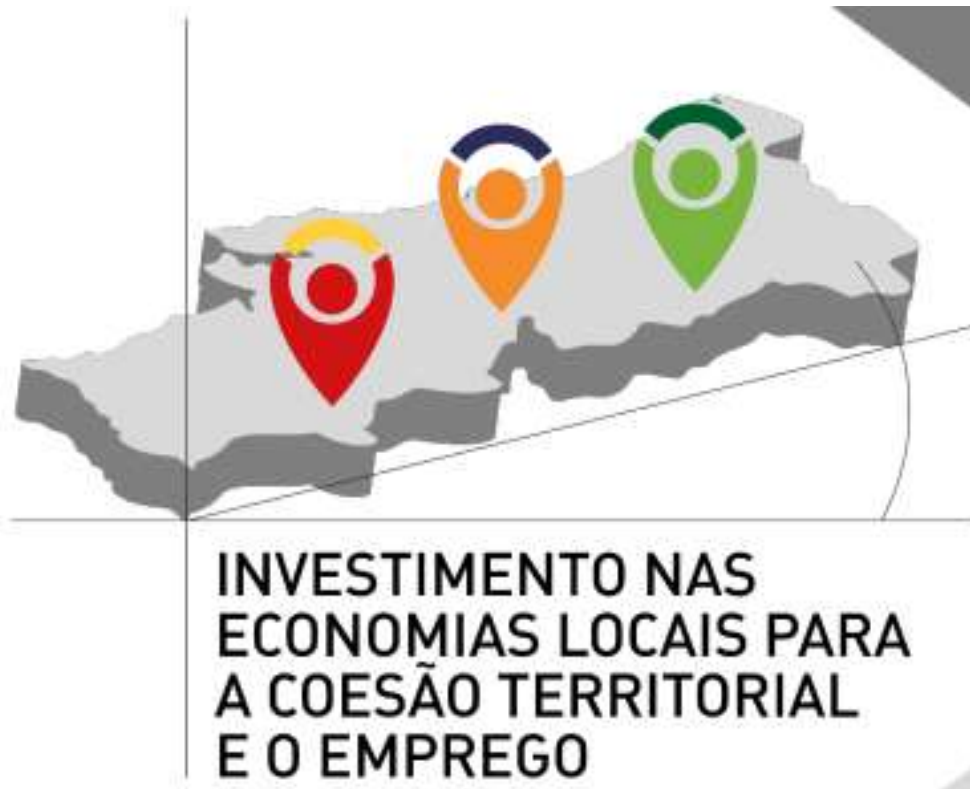 INVESTIMENTO NAS
ECONOMIAS LOCAIS PARA
A COESÃO TERRITORIAL
E O EMPREGO